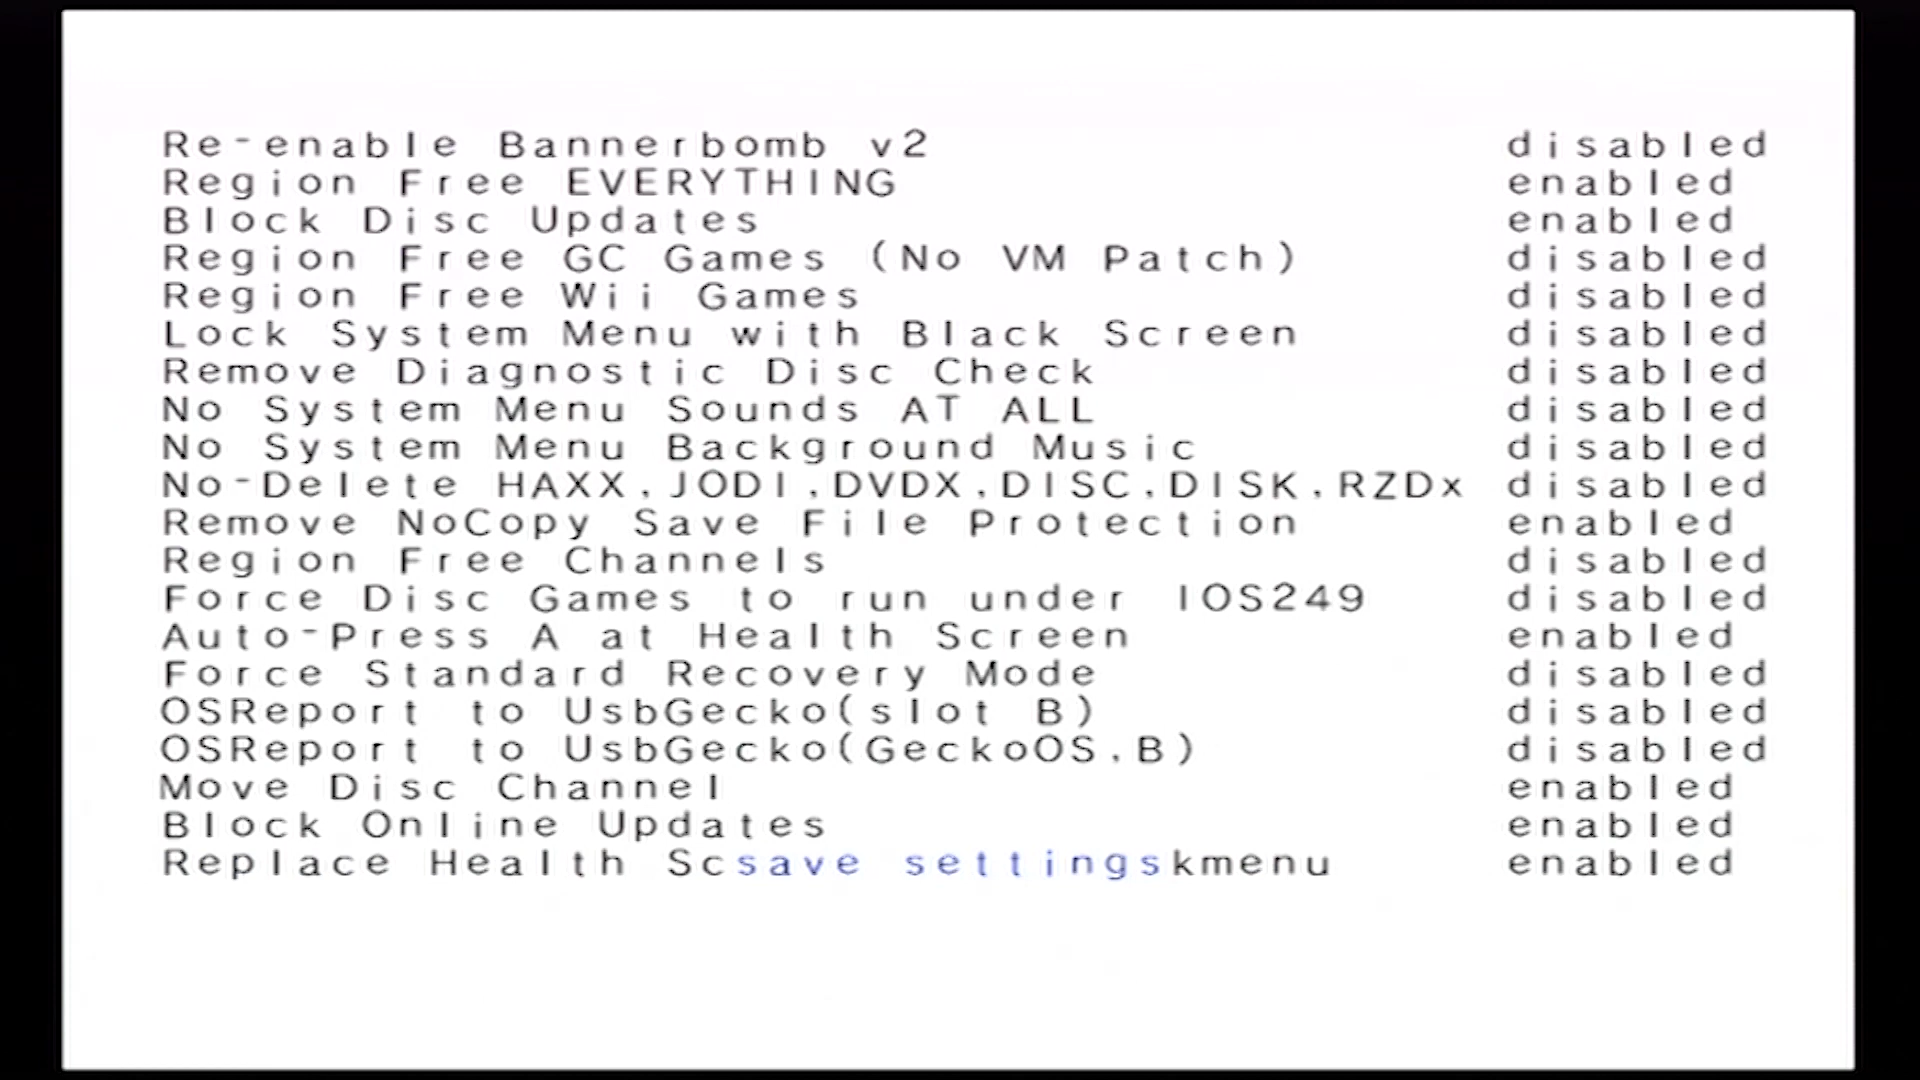 Re-enable Bannerbomb v2 disabled
Region Free EVERYTHING enabled
Block Disc Updates enabled
Region Free GC Games (No VM Patch) disabled
Region Free Wii Games disabled
Lock System Menu with Black Screen disabled
Remove Diagnostic Disc Check disabled
No System Menu Sounds AT ALL disabled
No System Menu Background Music disabled
No-Delete HAXX,JODI,DVDX,DISC,DISK,RZDx disabled
Remove NoCopy Save File Protection enabled
Region Free Channels disabled
Force Disc Games to run under IOS249 disabled
Auto-Press A at Health Screen enabled
Force Standard Recovery Mode disabled
OSReport to UsbGecko(slot B) disabled
OSReport to UsbGecko(GeckoOS,B) disabled
Move Disc Channel enabled
Block Online Updates enabled
Replace Health Scsave settingskmenu enabled